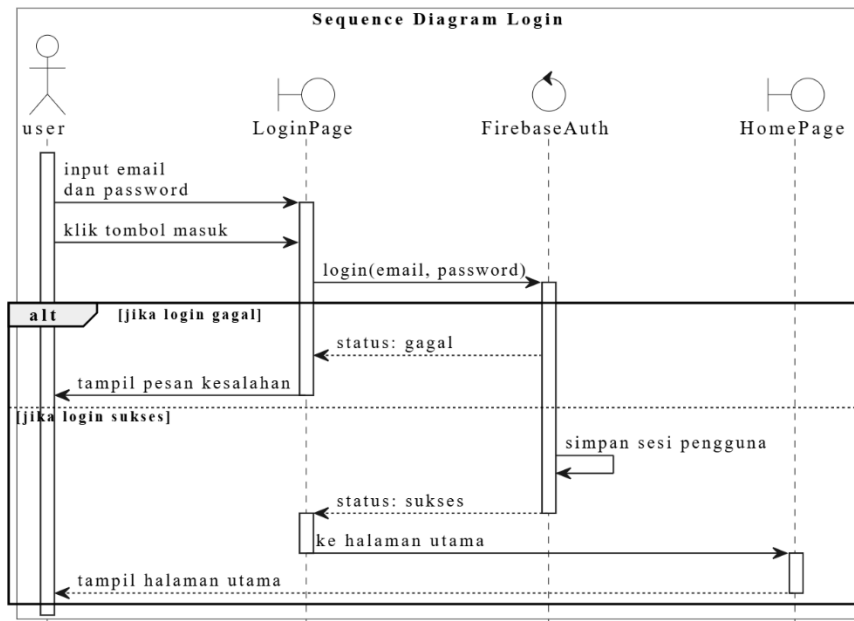 Sequence Diagram Login
user
LoginPage
FirebaseAuth
HomePage
input email
dan password
klik tombol masuk
login(email, password)
alt
[jika login gagal]
status: gagal
tampil pesan kesalahan
[jika login sukses]
simpan sesi pengguna
status: sukses
ke halaman utama
tampil halaman utama